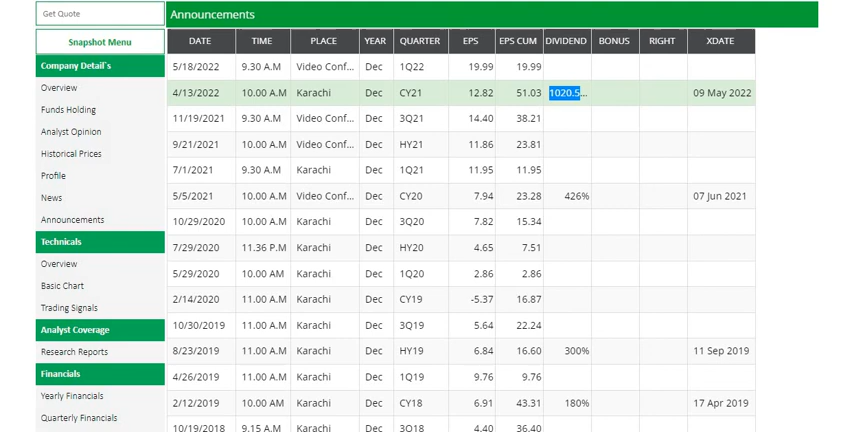 Get Quote
Announcements
Snapshot Menu
Company Detail`s
Overview
Funds Holding
Analyst Opinion
Historical Prices
Profile
News
Announcements
Technicals
Overview
Basic Chart
Trading Signals
Analyst Coverage
Research Reports
Financials
Yearly Financials
Quarterly Financials
DATE TIME PLACE YEAR QUARTER EPS EPS CUM DIVIDEND BONUS RIGHT XDATE
5/18/2022 9.30 A.M Video Conf... Dec 1Q22 19.99 19.99
4/13/2022 10.00 A.M Karachi Dec CY21 12.82 51.03 1020.5... 09 May 2022
11/19/2021 9.30 A.M Video Conf... Dec 3Q21 14.40 38.21
9/21/2021 10.00 A.M Video Conf... Dec HY21 11.86 23.81
7/1/2021 9.30 A.M Karachi Dec 1Q21 11.95 11.95
5/5/2021 10.00 A.M Video Conf... Dec CY20 7.94 23.28 426% 07 Jun 2021
10/29/2020 10.00 A.M Karachi Dec 3Q20 7.82 15.34
7/29/2020 11.36 P.M Karachi Dec HY20 4.65 7.51
5/29/2020 10.00 AM Karachi Dec 1Q20 2.86 2.86
2/14/2020 11.00 A.M Karachi Dec CY19 -5.37 16.87
10/30/2019 11.00 A.M Karachi Dec 3Q19 5.64 22.24
8/23/2019 11.00 A.M Karachi Dec HY19 6.84 16.60 300% 11 Sep 2019
4/26/2019 11.00 A.M Karachi Dec 1Q19 9.76 9.76
2/12/2019 10.00 AM Karachi Dec CY18 6.91 43.31 180% 17 Apr 2019
10/19/2018 9.15 A.M Karachi Dec 3Q18 4.40 36.40